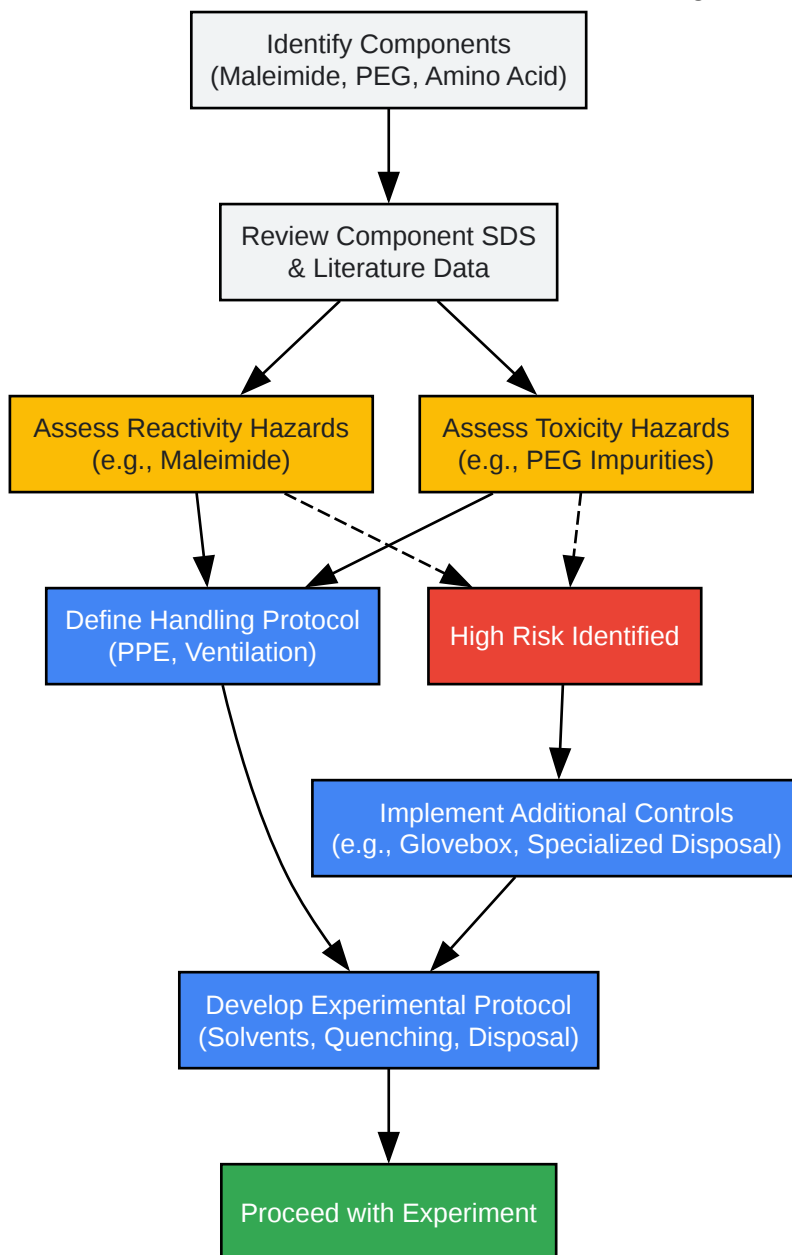 Identify Components
(Maleimide, PEG, Amino Acid)
Review Component SDS
& Literature Data
Assess Reactivity Hazards
(e.g., Maleimide)
Assess Toxicity Hazards
(e.g., PEG Impurities)
Define Handling Protocol
(PPE, Ventilation)
High Risk Identified
Implement Additional Controls
(e.g., Glovebox, Specialized Disposal)
Develop Experimental Protocol
(Solvents, Quenching, Disposal)
Proceed with Experiment